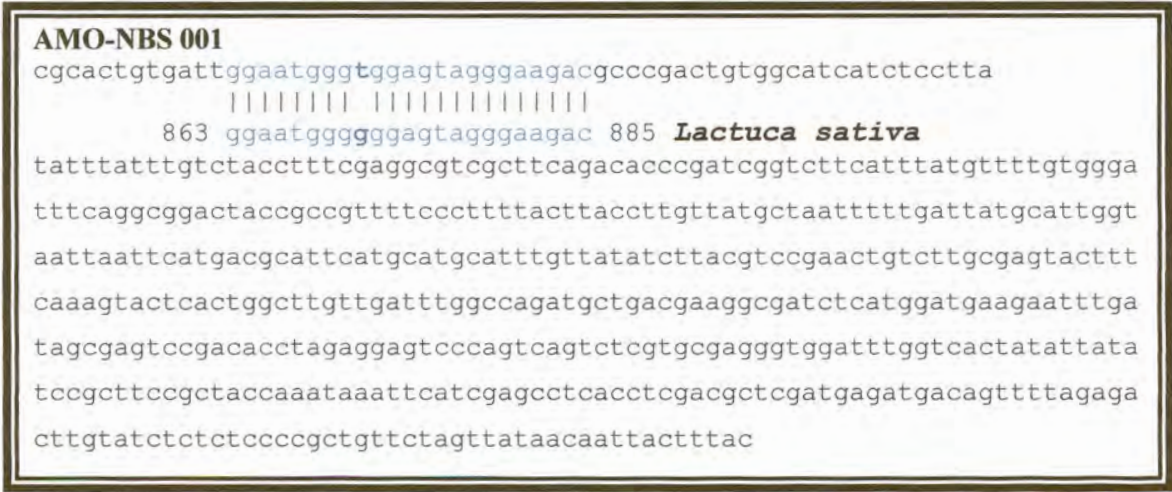 AMO-NBS 001
cgcactgtgattggaatgggtggagtagggaagacgcccgactgtggcatcatctcctta
|||||||| ||||||||||||||
863 ggaatggggggagtagggaagac 885 Lactuca sativa
tatttatttgtctacctttcgaggcgtcgcttcagacacccgatcggtcttcatttatgttttgtggga
tttcaggcggactaccgccgttttcccttttacttaccttgttatgctaatttttgattatgcattggt
aattaattcatgacgcattcatgcatgcatttgttatatcttacgtccgaactgtcttgcgagtacttt
caaagtactcactggcttgttgatttggccagatgctgacgaaggcgatctcatggatgaagaatttga
tagcgagtccgacacctagaggagtcccagtcagtctcgtgcgagggtggatttggtcactatattata
tccgcttccgctaccaaataaattcatcgagcctcacctcgacgctcgatgagatgacagttttagaga
cttgtatctctctccccgctgttctagttataacaattactttac